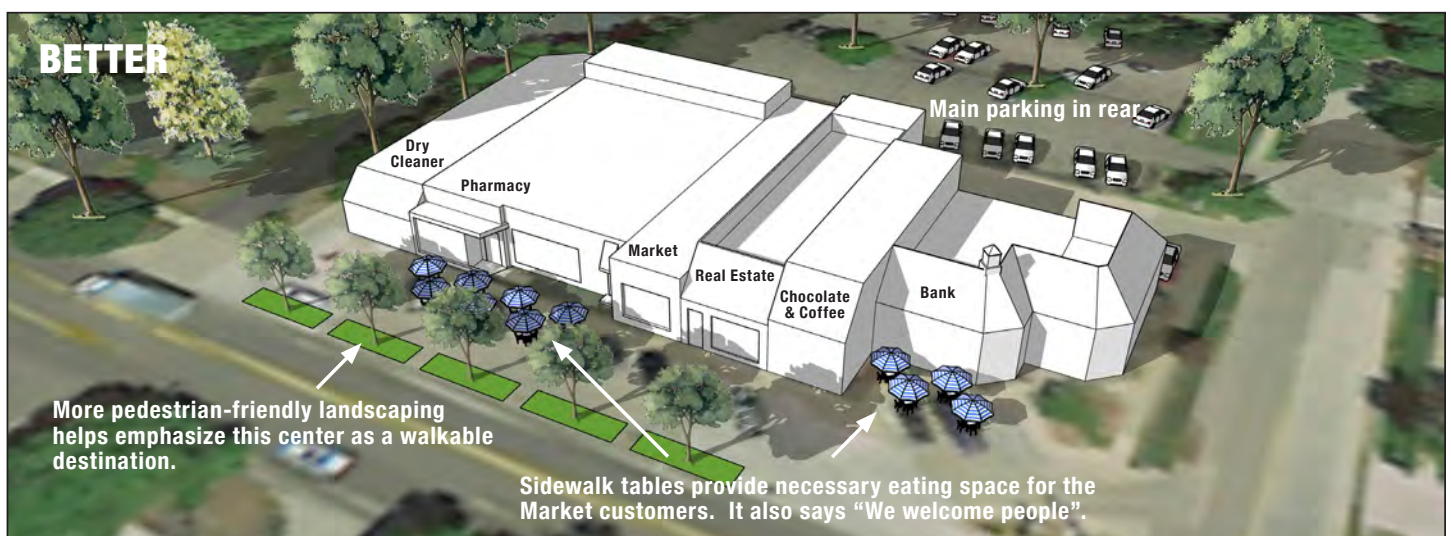 BETTER
Main parking in rear
Dry
Cleaner
Pharmacy
Market
Real Estate
Chocolate
& Coffee
Bank
More pedestrian-friendly landscaping
helps emphasize this center as a walkable
destination.
Sidewalk tables provide necessary eating space for the
Market customers.  It also says “We welcome people”.